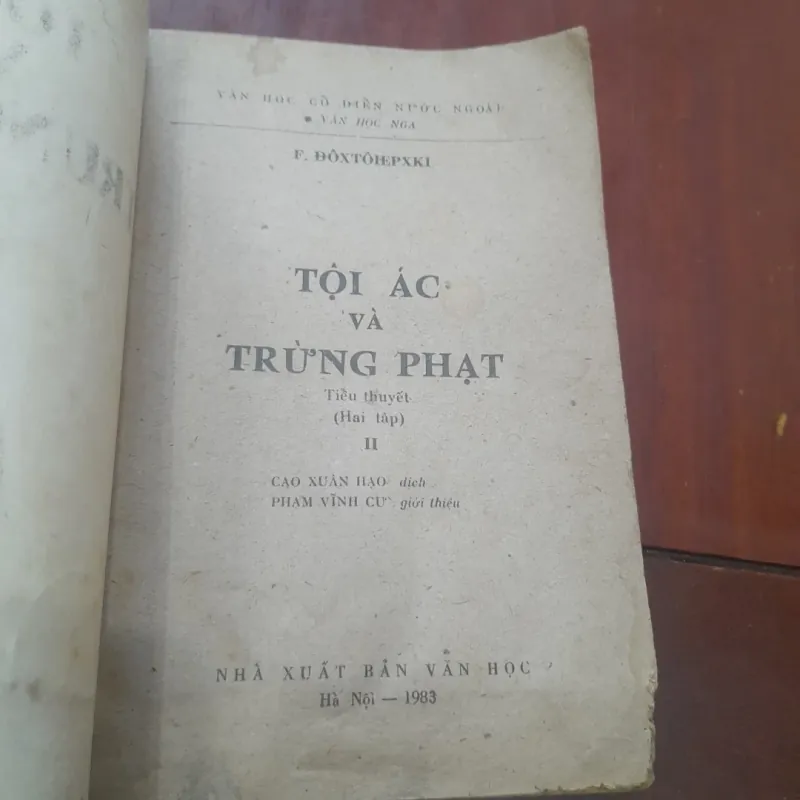 VĂN HỌC CỔ ĐIỂN NƯỚC NGOÀI
• VĂN HỌC NGA
F. ĐÔXTÔIEPXKI
TỘI ÁC
VÀ
TRỪNG PHẠT
Tiểu thuyết
(Hai tập)
II
CAO XUÂN HẠO dịch
PHẠM VĨNH CƯ giới thiệu
NHÀ XUẤT BẢN VĂN HỌC
Hà Nội — 1983